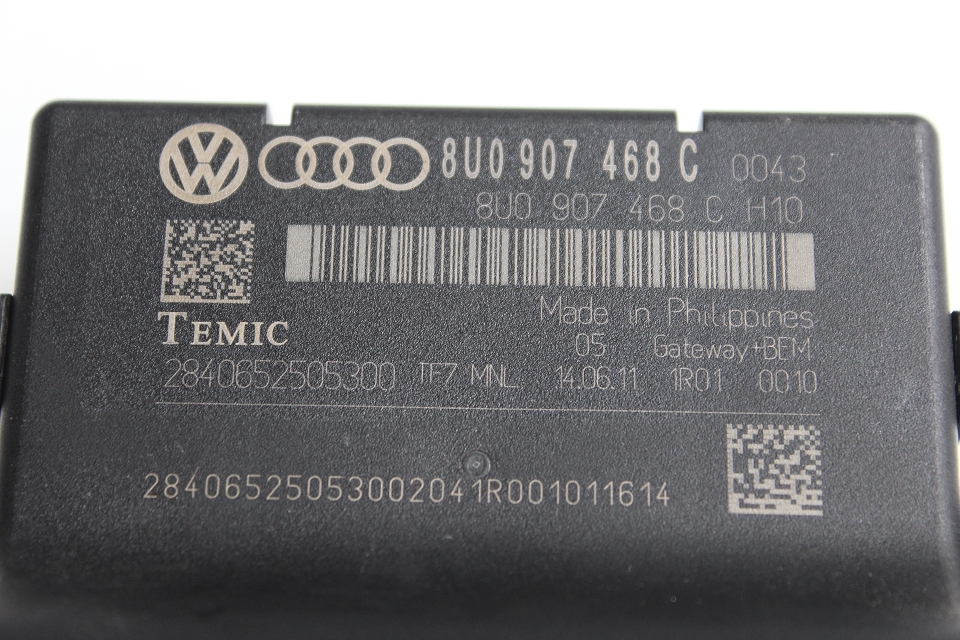 8U0 907 468 C 0043
8U0 907 468 C H10
Made in Philippines
TEMIC
05 Gateway+BEM
2840652505300 TF7 MNL 14.06.11 1R01 0010
28406525053002041R001011614